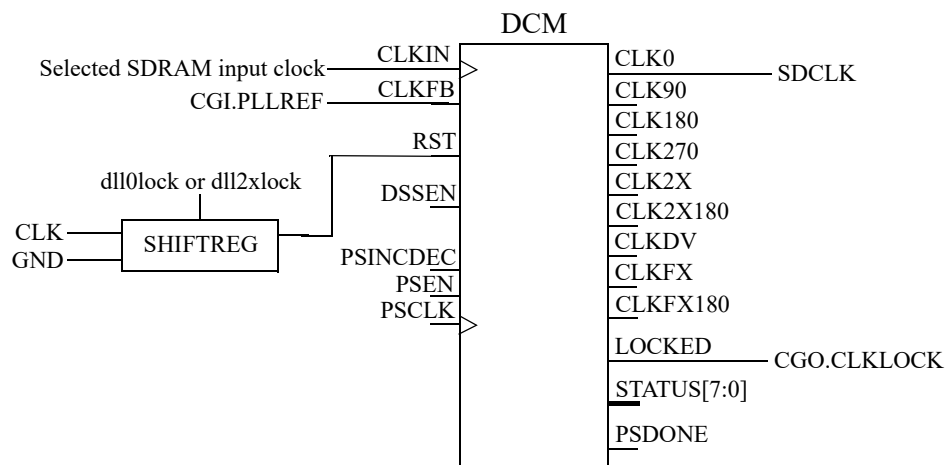 DCM
CLKIN
Selected SDRAM input clock
CLKFB
CGI.PLLREF
RST
dll0lock or dll2xlock
DSSEN
CLK
SHIFTREG
GND
PSINCDEC
PSEN
PSCLK
CLK0
SDCLK
CLK90
CLK180
CLK270
CLK2X
CLK2X180
CLKDV
CLKFX
CLKFX180
LOCKED
CGO.CLKLOCK
STATUS[7:0]
PSDONE